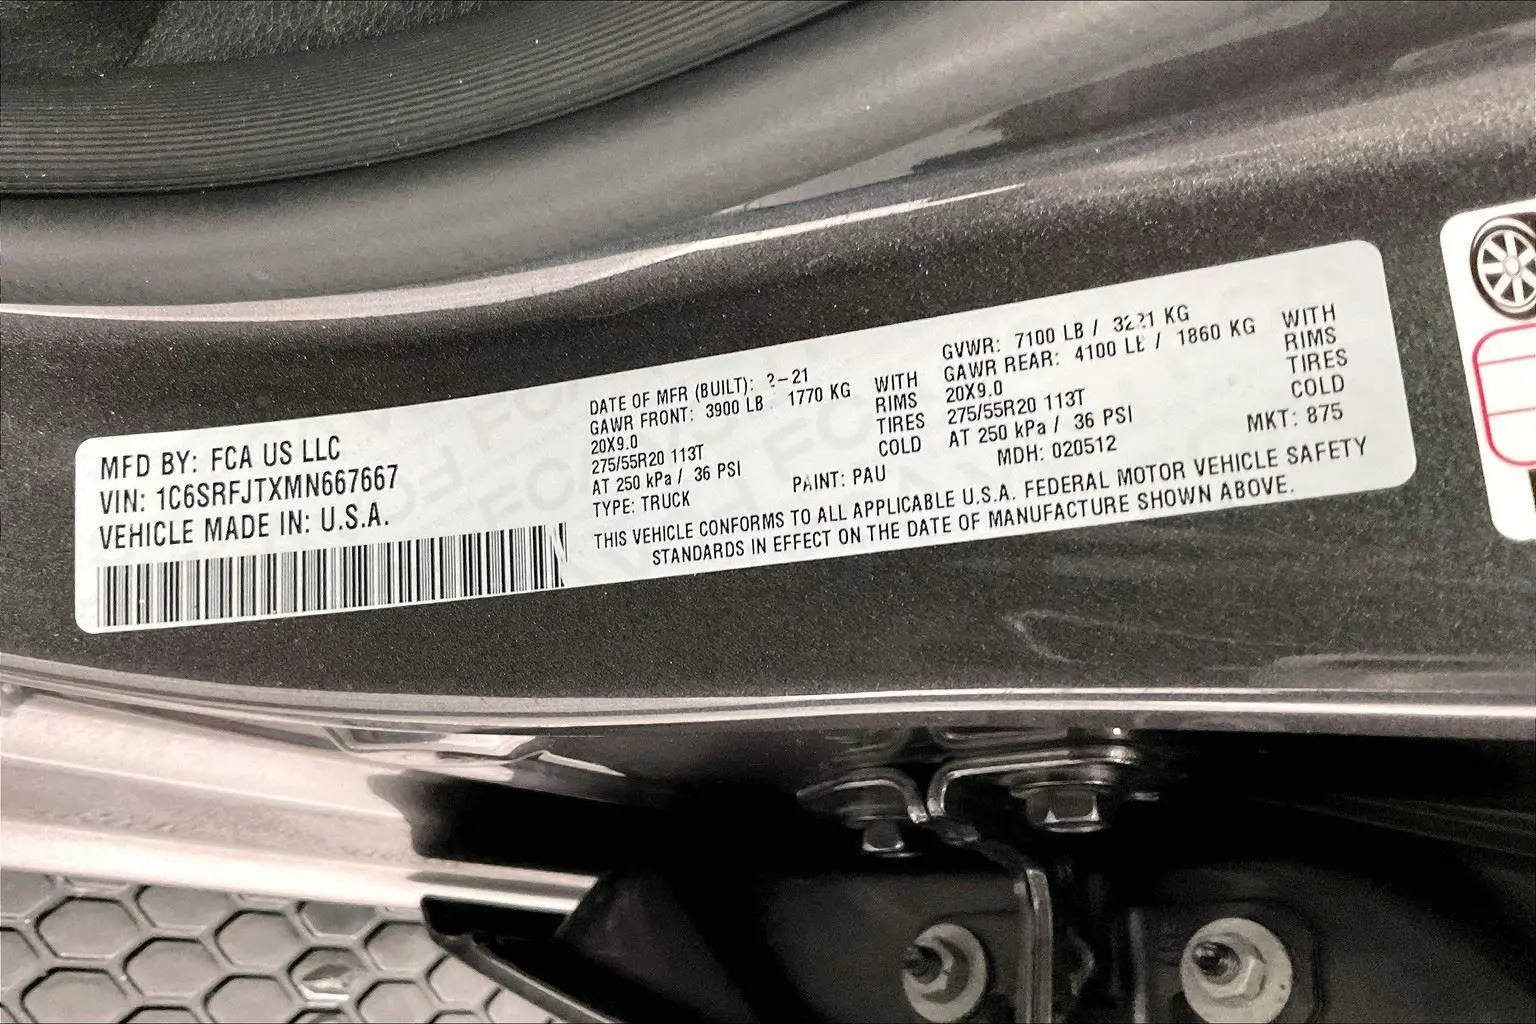 MFD BY: FCA US LLC
VIN: 1C6SRFJTXMN667667
VEHICLE MADE IN: U.S.A.
DATE OF MFR (BUILT): -21
GAWR FRONT: 3900 LB 1770 KG
20X9.0
275/55R20 113T
AT 250 kPa / 36 PSI
TYPE: TRUCK
WITH
RIMS
TIRES
COLD
PAINT: PAU
GVWR: 7100 LB / KG
GAWR REAR: 4100 LB / 1860 KG
20X9.0
275/55R20 113T
AT 250 kPa / 36 PSI
MDH: 020512
WITH
RIMS
TIRES
COLD
MKT: 875
THIS VEHICLE CONFORMS TO ALL APPLICABLE U.S.A. FEDERAL MOTOR VEHICLE SAFETY
STANDARDS IN EFFECT ON THE DATE OF MANUFACTURE SHOWN ABOVE.